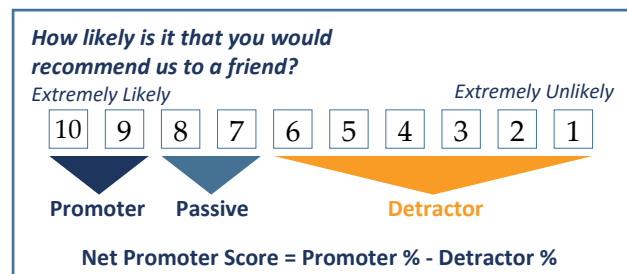 How likely is it that you would
recommend us to a friend?
Extremely Likely Extremely Unlikely
10 9 8 7 6 5 4 3 2 1
Promoter Passive Detractor
Net Promoter Score = Promoter % - Detractor %